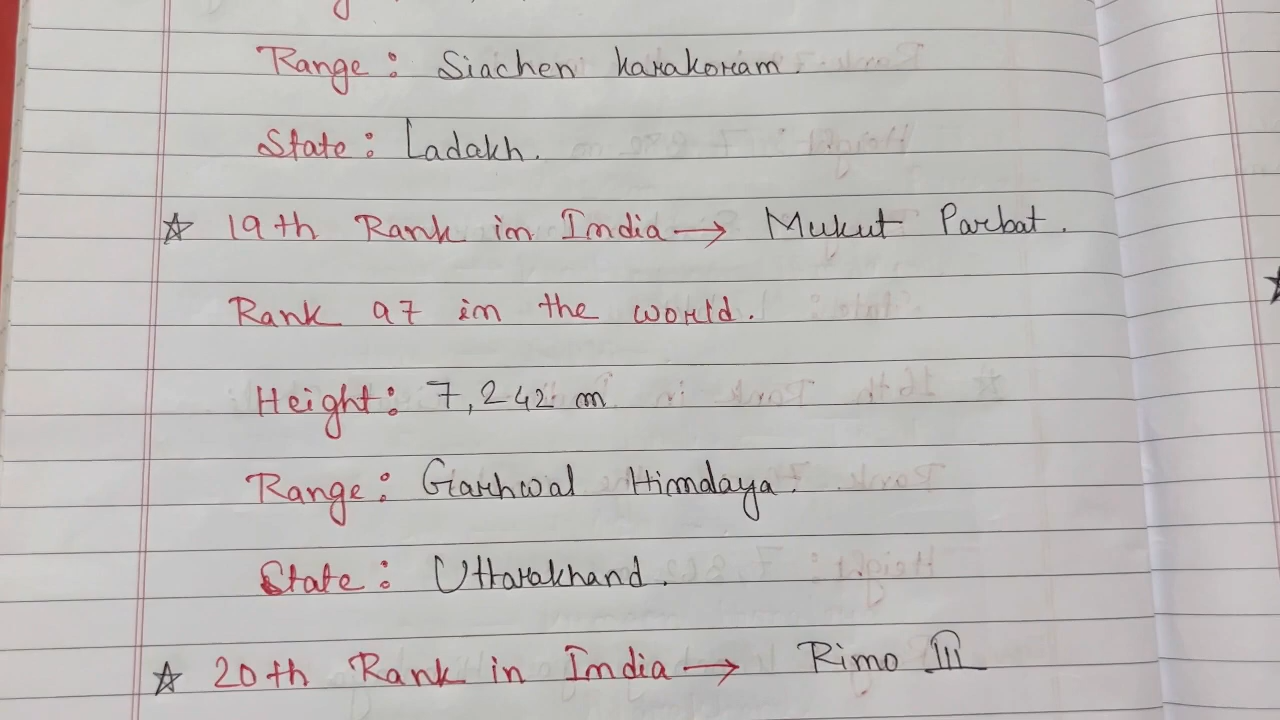 Range: Siachen Karakoram.
State: Ladakh.
☆ 19th Rank in India → Mukut Parbat.
Rank 97 in the world.
Height: 7,242 m
Range: Garhwal Himalaya.
State: Uttarakhand.
☆ 20th Rank in India → Rimo III